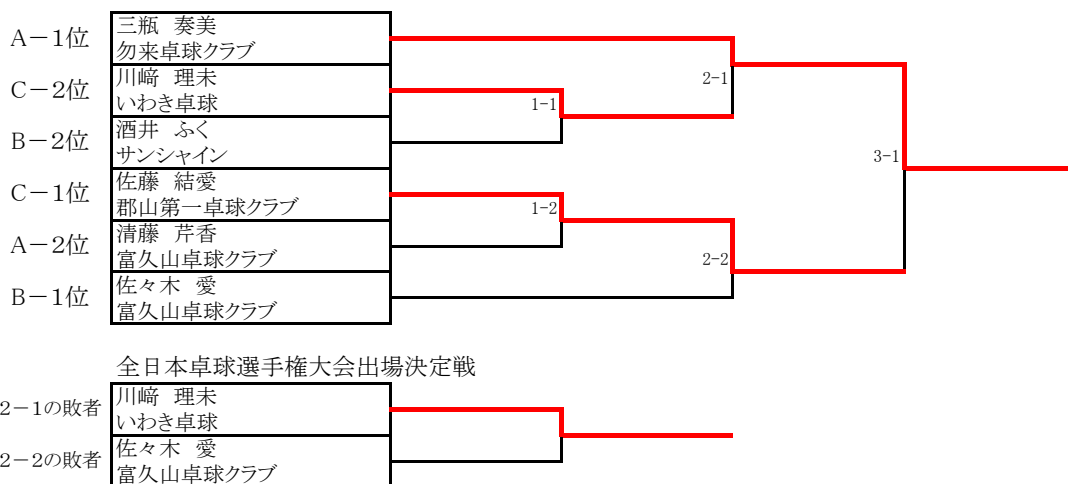 A－1位
三瓶　奏美
勿来卓球クラブ
C－2位
川﨑　理未
いわき卓球
B－2位
酒井　ふく
サンシャイン
C－1位
佐藤　結愛
郡山第一卓球クラブ
A－2位
清藤　芹香
富久山卓球クラブ
B－1位
佐々木　愛
富久山卓球クラブ
1-1
1-2
2-1
2-2
3-1
全日本卓球選手権大会出場決定戦
2－1の敗者
川﨑　理未
いわき卓球
2－2の敗者
佐々木　愛
富久山卓球クラブ